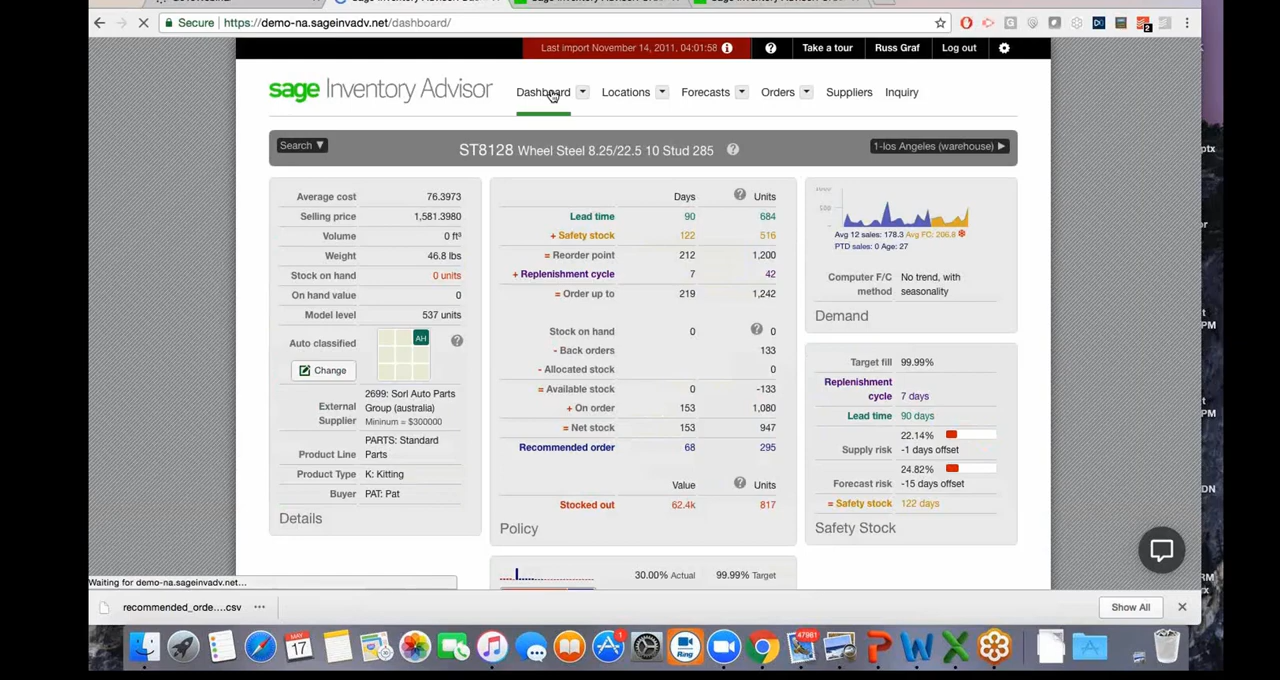 Secure
https://demo-na.sageinvadv.net/dashboard/
2
Last import November 14, 2011, 04:01:58
Take a tour
Russ Graf
Log out
sage Inventory Advisor
Dashboard
Locations
Forecasts
Orders
Suppliers
Inquiry
Search ▼
ST8128 Wheel Steel 8.25/22.5 10 Stud 285
1-los Angeles (warehouse) ▶
Average cost 76.3973
Selling price 1,581.3980
Volume 0 ft³
Weight 46.8 lbs
Stock on hand 0 units
On hand value 0
Model level 537 units
Auto classified AH
Change
External Supplier
2699: Sorl Auto Parts
Group (australia)
Mininum = $300000
Product Line
PARTS: Standard
Parts
Product Type K: Kitting
Buyer PAT: Pat
Details
Days Units
Lead time 90 684
+ Safety stock 122 516
= Reorder point 212 1,200
+ Replenishment cycle 7 42
= Order up to 219 1,242
Stock on hand 0 0
- Back orders 133
- Allocated stock 0
= Available stock 0 -133
+ On order 153 1,080
= Net stock 153 947
Recommended order 68 295
Value Units
Stocked out 62.4k 817
Policy
30.00% Actual 99.99% Target
500
Avg 12 sales: 178.3 Avg FC: 206.8
PTD sales: 0 Age: 27
Computer F/C method
No trend, with
seasonality
Demand
Target fill 99.99%
Replenishment
cycle 7 days
Lead time 90 days
22.14%
Supply risk -1 days offset
24.82%
Forecast risk -15 days offset
= Safety stock 122 days
Safety Stock
Waiting for demo-na.sageinvadv.net...
recommended_orde....csv
Show All
MAY
17
1
Ring
47981